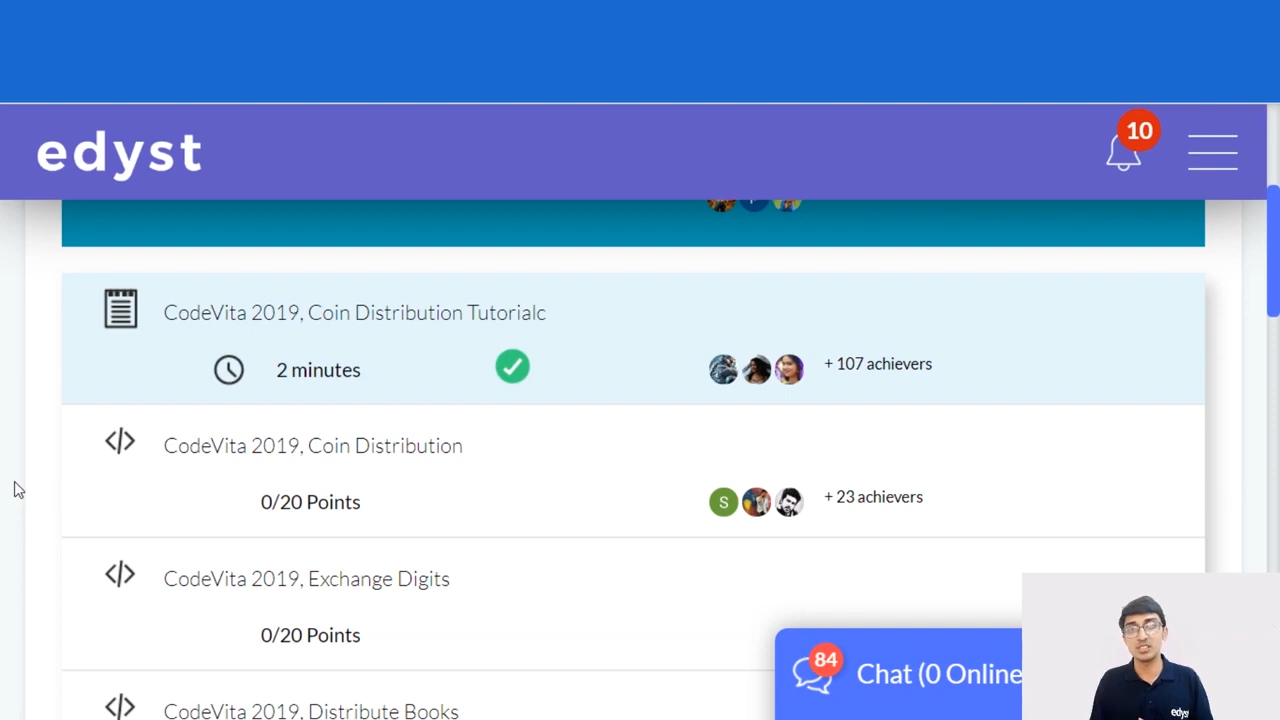 edyst
10
CodeVita 2019, Coin Distribution Tutorialc
2 minutes
+ 107 achievers
CodeVita 2019, Coin Distribution
0/20 Points
S
+ 23 achievers
CodeVita 2019, Exchange Digits
0/20 Points
84
Chat (0 Online
CodeVita 2019, Distribute Books
edyst